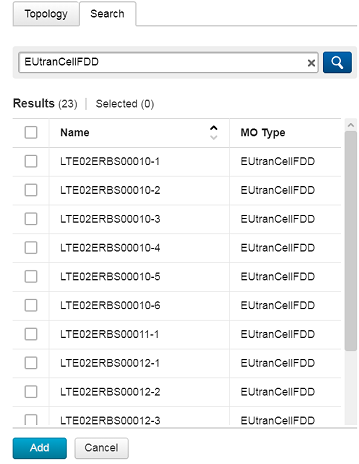 Topology Search
EUtranCellFDD
Results (23) Selected (0)
Name MO Type
LTE02ERBS00010-1 EUtranCellFDD
LTE02ERBS00010-2 EUtranCellFDD
LTE02ERBS00010-3 EUtranCellFDD
LTE02ERBS00010-4 EUtranCellFDD
LTE02ERBS00010-5 EUtranCellFDD
LTE02ERBS00010-6 EUtranCellFDD
LTE02ERBS00011-1 EUtranCellFDD
LTE02ERBS00012-1 EUtranCellFDD
LTE02ERBS00012-2 EUtranCellFDD
LTE02ERBS00012-3 EUtranCellFDD
Add Cancel